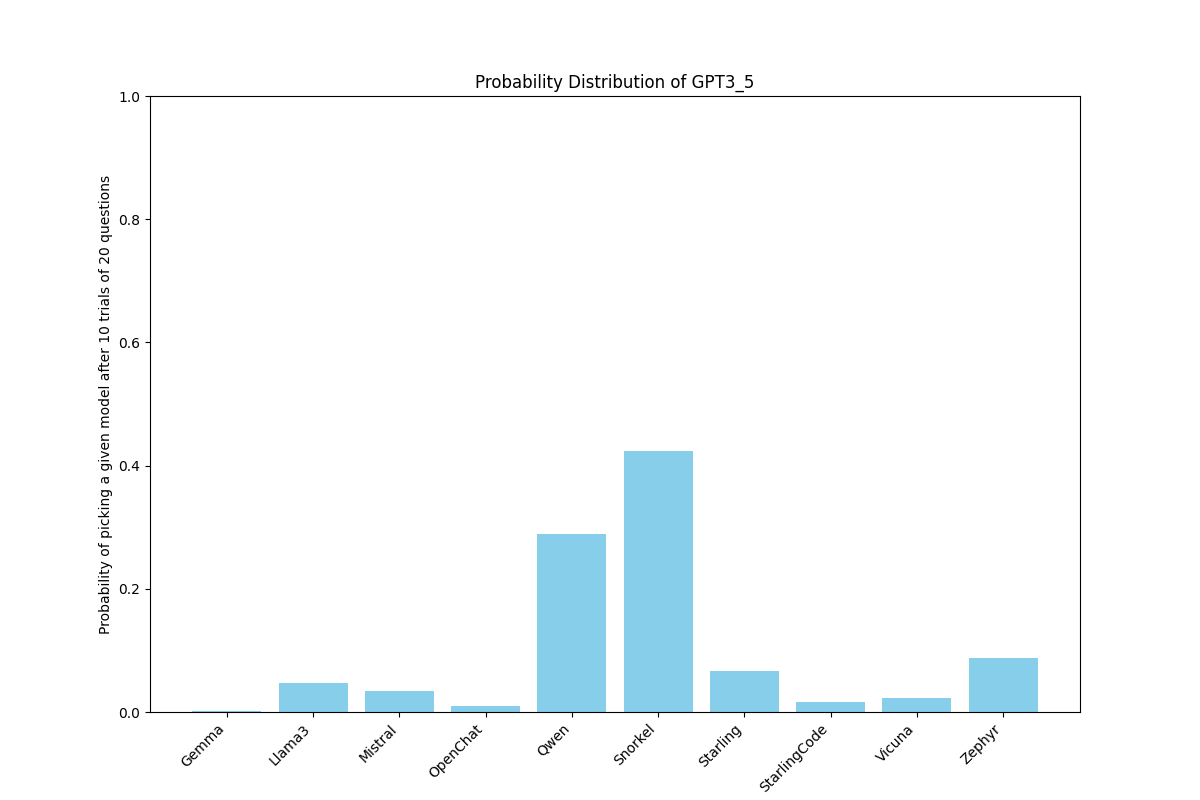 Probability Distribution of GPT3_5
Probability of picking a given model after 10 trials of 20 questions
1.0
0.8
0.6
0.4
0.2
0.0
Gemma
Llama3
Mistral
OpenChat
Qwen
Snorkel
Starling
StarlingCode
Vicuna
Zephyr